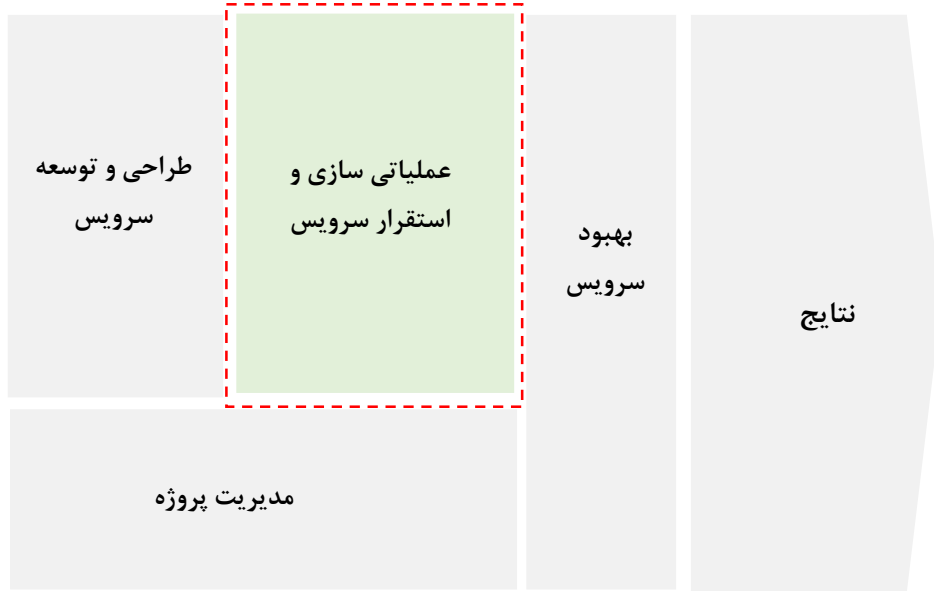 طراحی و توسعه
سرویس
عملیاتی سازی و
استقرار سرویس
بهبود
سرویس
نتایج
مدیریت پروژه